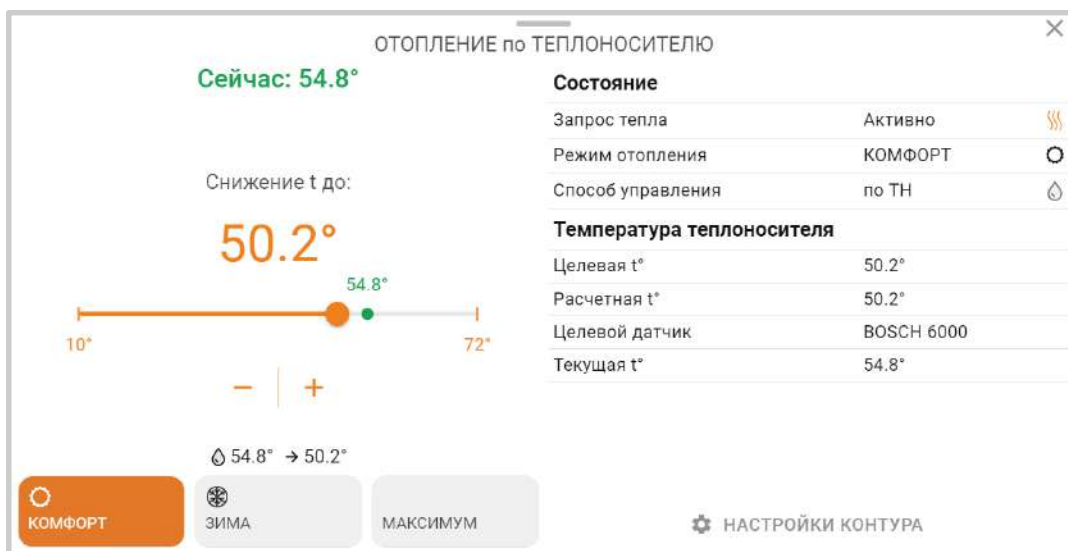 ОТОПЛЕНИЕ по ТЕПЛОНОСИТЕЛЮ
Сейчас: 54.8°
Снижение t до:
50.2°
54.8°
10°
72°
− +
54.8° → 50.2°
КОМФОРТ
ЗИМА
МАКСИМУМ
Состояние
Запрос тепла Активно
Режим отопления КОМФОРТ
Способ управления по ТН
Температура теплоносителя
Целевая t° 50.2°
Расчетная t° 50.2°
Целевой датчик BOSCH 6000
Текущая t° 54.8°
НАСТРОЙКИ КОНТУРА